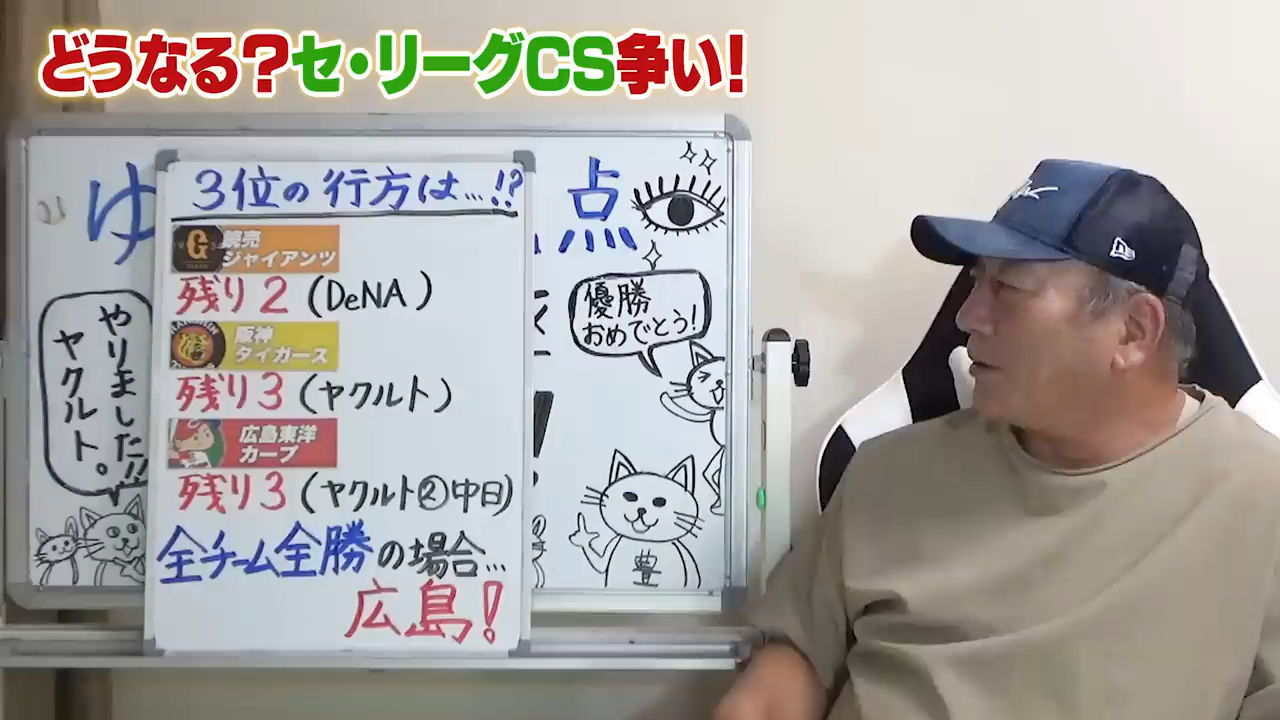 どうなる?セ・リーグCS争い!
ゆ
点
3位の行方は…!?
G
読売
ジャイアンツ
残り2(DeNA)
阪神
タイガース
残り3(ヤクルト)
広島東洋
カープ
残り3(ヤクルト②中日)
全チーム全勝の場合…
広島!
やりました!!
ヤクルト。
優勝
おめでとう!
豊